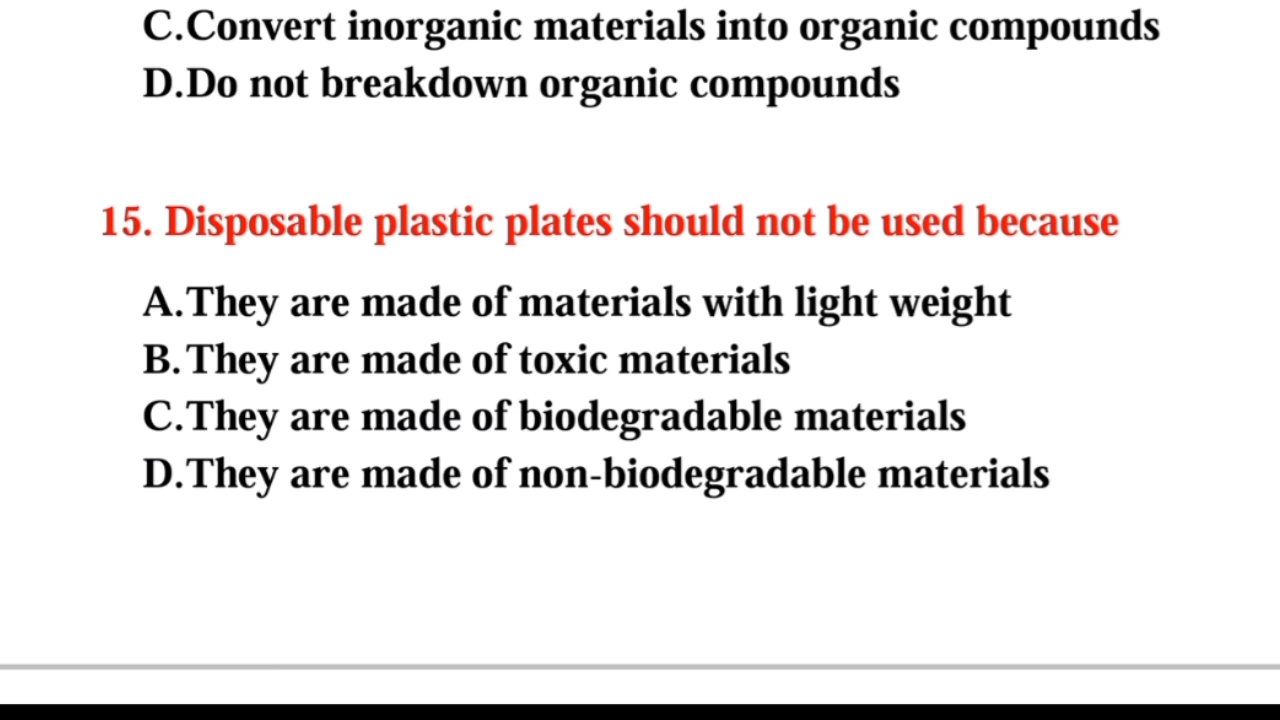 C.Convert inorganic materials into organic compounds
D.Do not breakdown organic compounds
15. Disposable plastic plates should not be used because
A.They are made of materials with light weight
B.They are made of toxic materials
C.They are made of biodegradable materials
D.They are made of non-biodegradable materials